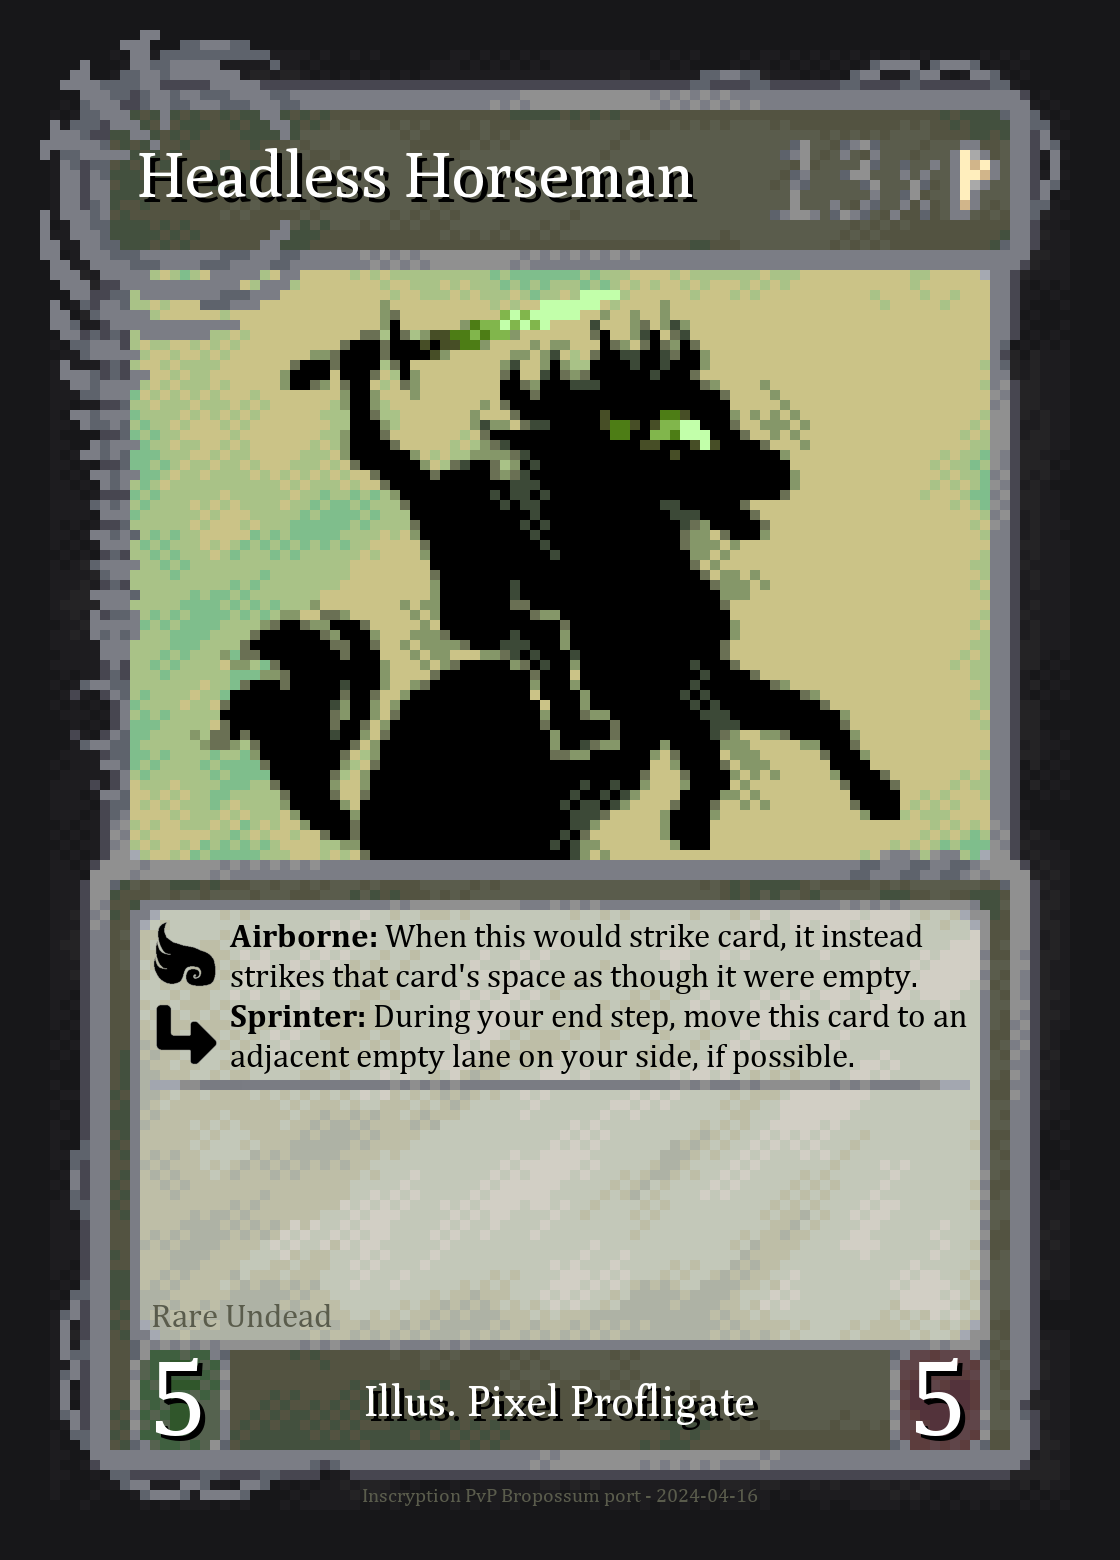 Headless Horseman 13x
Airborne: When this would strike card, it instead
strikes that card's space as though it were empty.
Sprinter: During your end step, move this card to an
adjacent empty lane on your side, if possible.
Rare Undead
5 Illus. Pixel Profligate 5
Inscryption PvP Bropossum port - 2024-04-16